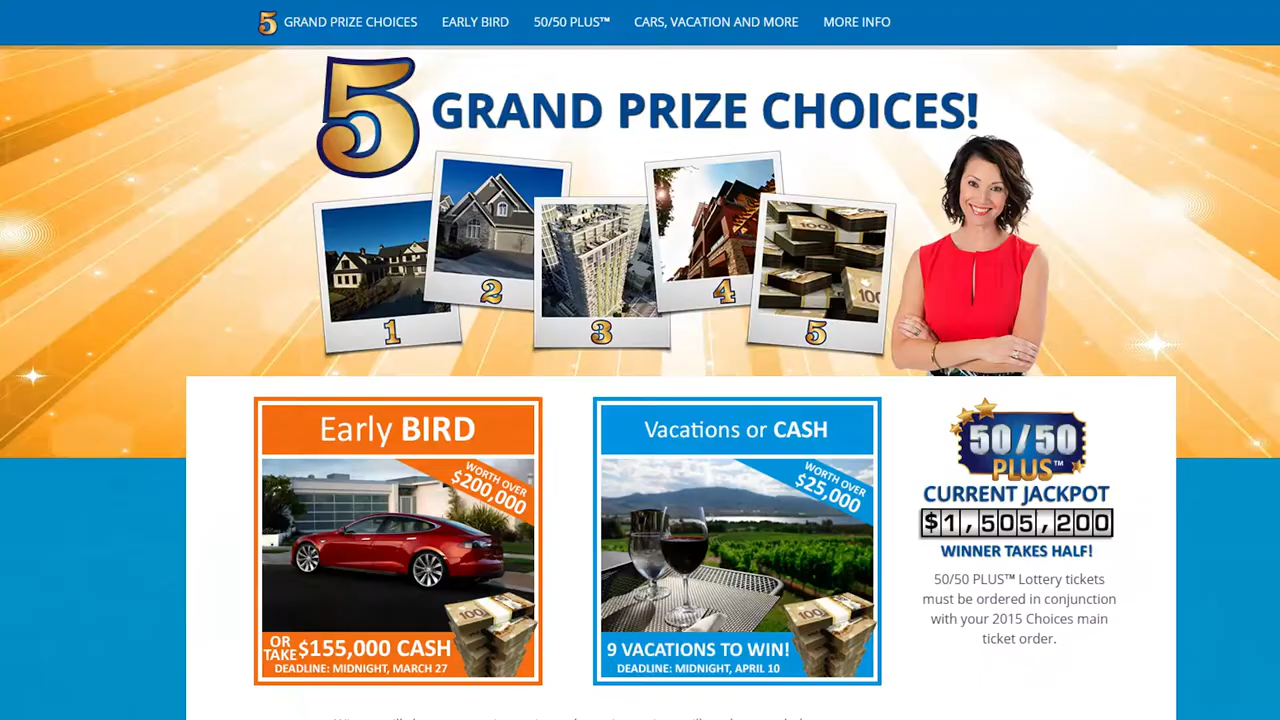 5 GRAND PRIZE CHOICES EARLY BIRD 50/50 PLUS™ CARS, VACATION AND MORE MORE INFO
5 GRAND PRIZE CHOICES!
1
2
3
4
5
100
100
Early BIRD
WORTH OVER
$200,000
100
OR
TAKE $155,000 CASH
DEADLINE: MIDNIGHT, MARCH 27
Vacations or CASH
WORTH OVER
$25,000
100
9 VACATIONS TO WIN!
DEADLINE: MIDNIGHT, APRIL 10
50/50
PLUS™
CURRENT JACKPOT
$1,505,200
WINNER TAKES HALF!
50/50 PLUS™ Lottery tickets
must be ordered in conjunction
with your 2015 Choices main
ticket order.